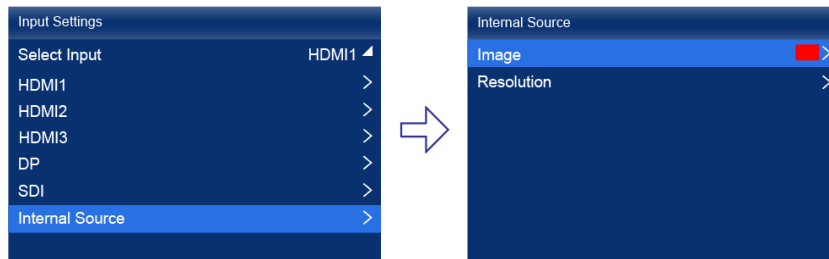 Input Settings
Select Input HDMI1
HDMI1
HDMI2
HDMI3
DP
SDI
Internal Source
Internal Source
Image
Resolution